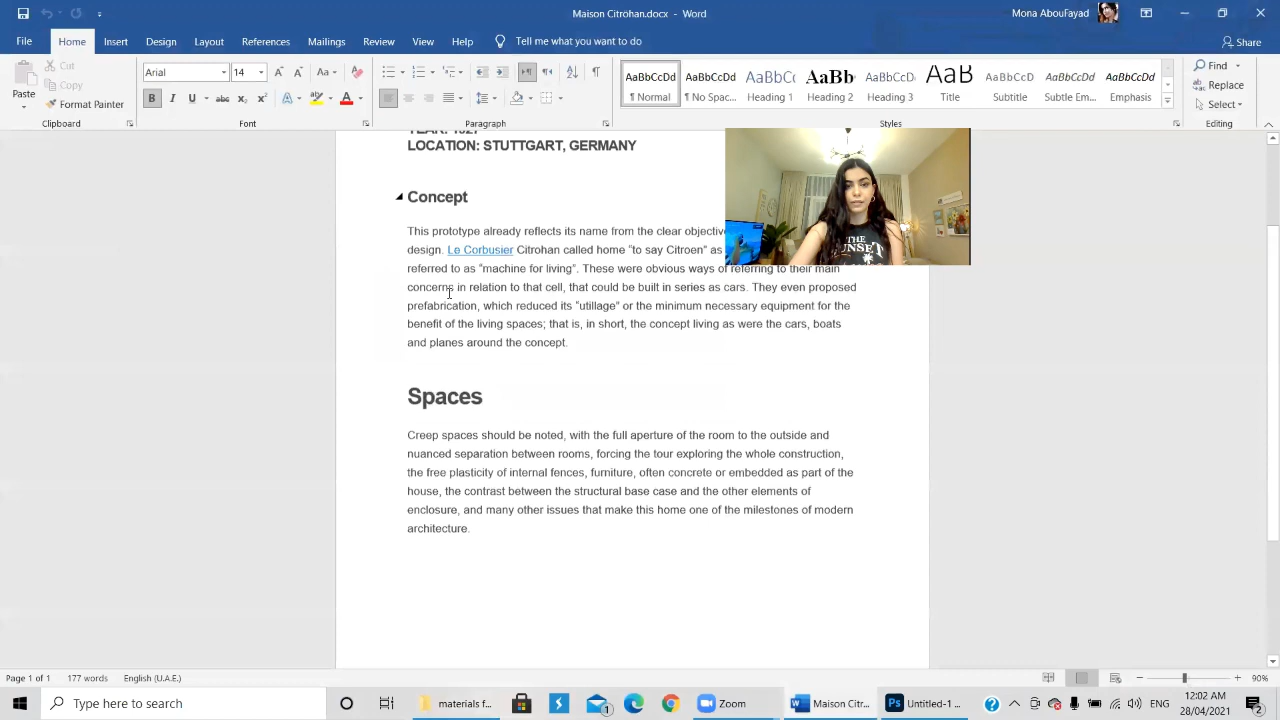 Maison Citrohan - Word
Mona AbouFayad
File Home Insert Design Layout References Mailings Review View Help Tell me what you want to do Share
Paste Cut Format Painter
Arial 14
B I U abc
AaBbCcDd AaBbCcDd AaBbC AaBb AaBbCcD AaB AaBbCcD AaBbCcDd AaBbCcDd
¶ Normal ¶ No Spac... Heading 1 Heading 2 Heading 3 Title Subtitle Subtle Em... Emphasis
Find Replace Select
Clipboard Font Paragraph Styles Editing
YEAR: 1927
LOCATION: STUTTGART, GERMANY
Concept
This prototype already reflects its name from the clear objective
design. Le Corbusier Citrohan called home “to say Citroen” as
referred to as “machine for living”. These were obvious ways of referring to their main
concerns in relation to that cell, that could be built in series as cars. They even proposed
prefabrication, which reduced its “utillage” or the minimum necessary equipment for the
benefit of the living spaces; that is, in short, the concept living as were the cars, boats
and planes around the concept.
Spaces
Creep spaces should be noted, with the full aperture of the room to the outside and
nuanced separation between rooms, forcing the tour exploring the whole construction,
the free plasticity of internal fences, furniture, often concrete or embedded as part of the
house, the contrast between the structural base case and the other elements of
enclosure, and many other issues that make this home one of the milestones of modern
architecture.
THE
SUNSET
Page 1 of 1 177 words English (U.A.E.) 90%
Type here to search materials f... Zoom Maison Citr... Untitled-1 ... 12:02 AM
28/04/2021